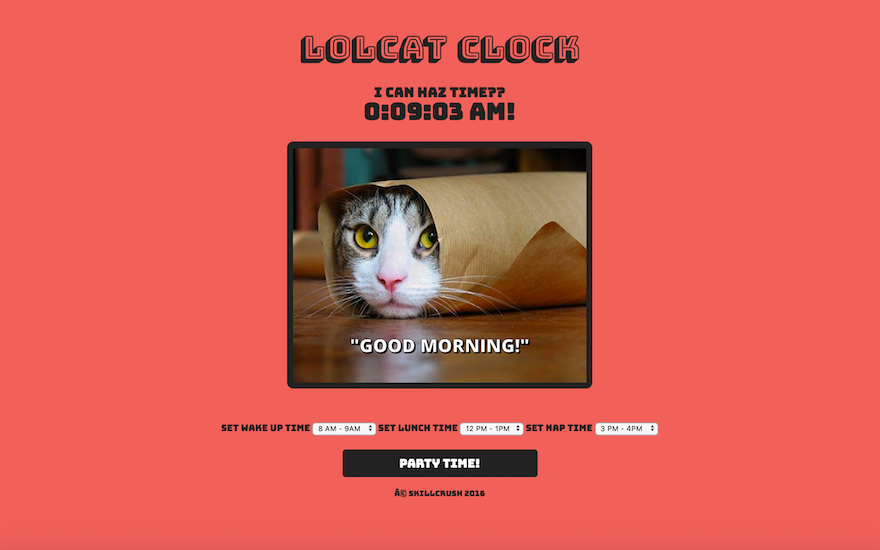 LOLCAT CLOCK
I CAN HAZ TIME??
0:09:03 AM!
"GOOD MORNING!"
SET WAKE UP TIME 8 AM - 9AM SET LUNCH TIME 12 PM - 1PM SET NAP TIME 3 PM - 4PM
PARTY TIME!
Â© SKILLCRUSH 2016